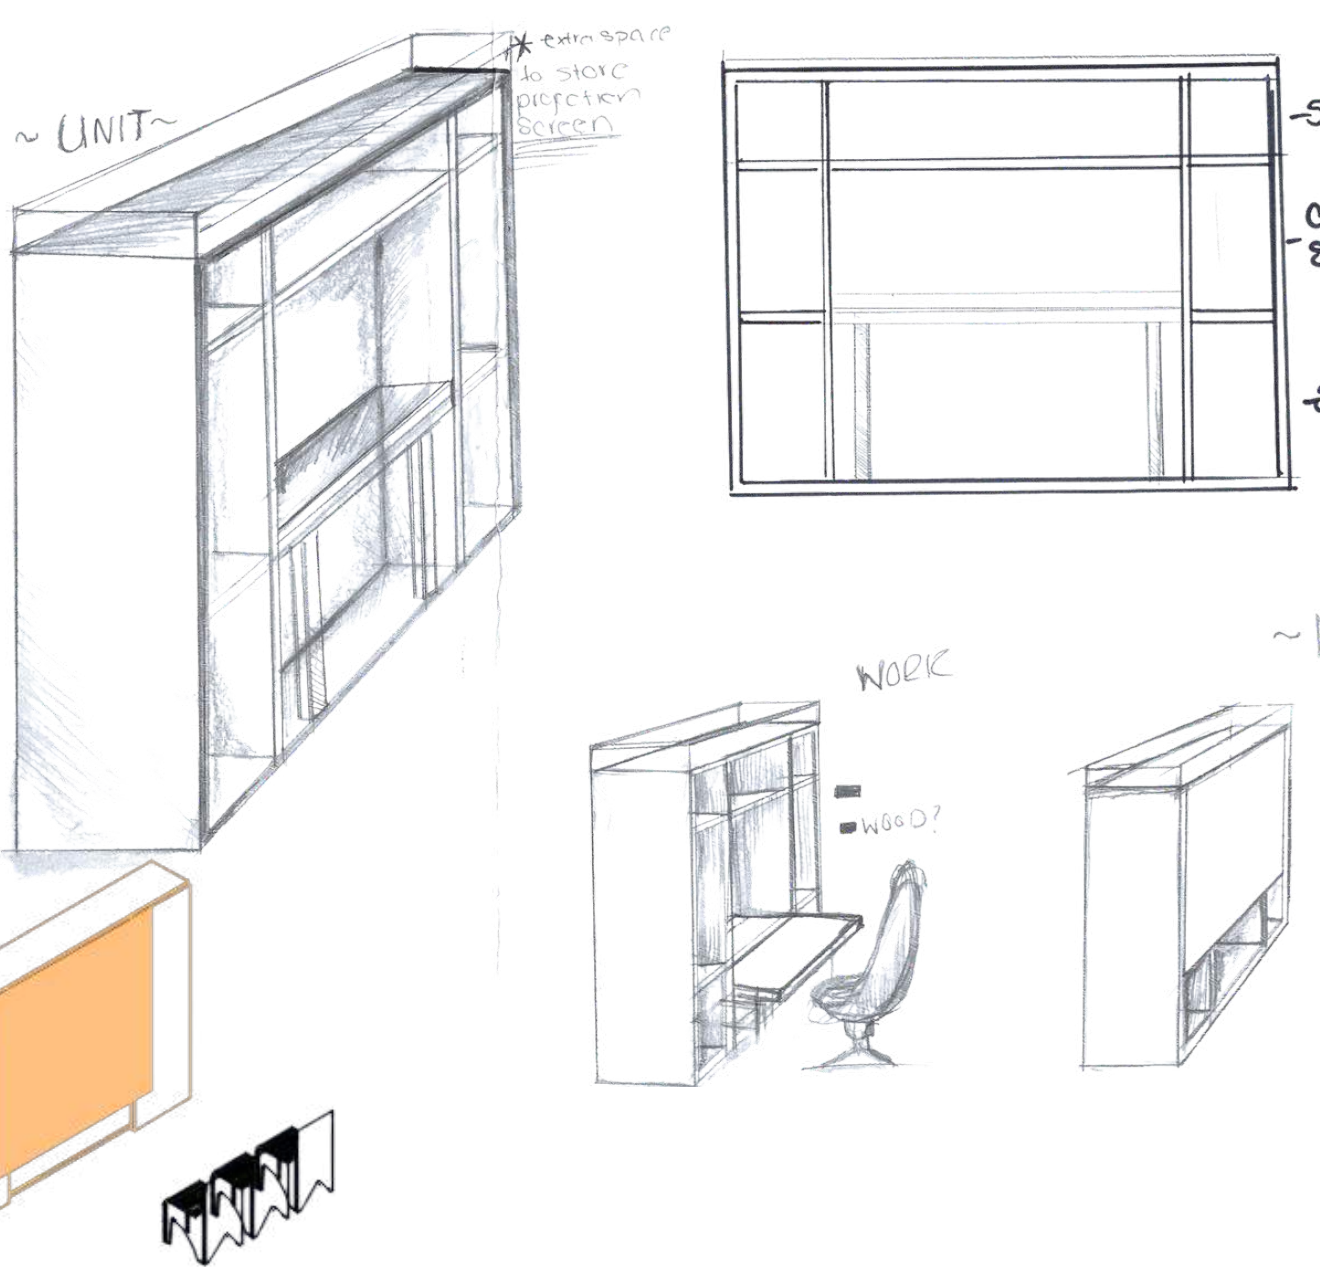 ~ UNIT ~
* extra space
to store
projection
screen
WORK
WOOD?